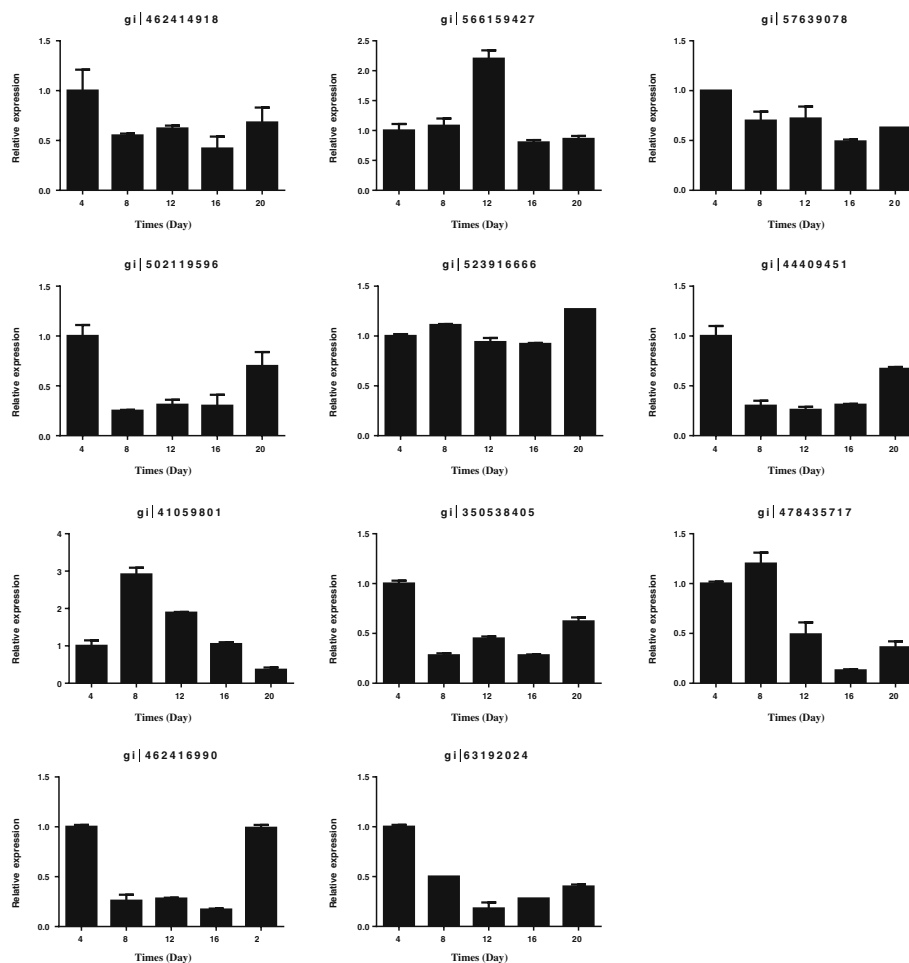 gi|462414918
Relative expression
1.5
1.0
0.5
0.0
4 8 12 16 20
Times (Day)
gi|566159427
Relative expression
2.5
2.0
1.5
1.0
0.5
0.0
4 8 12 16 20
Times (Day)
gi|57639078
Relative expression
1.5
1.0
0.5
0.0
4 8 12 16 20
Times (Day)
gi|502119596
Relative expression
1.5
1.0
0.5
0.0
4 8 12 16 20
Times (Day)
gi|523916666
Relative expression
1.5
1.0
0.5
0.0
4 8 12 16 20
Times (Day)
gi|44409451
Relative expression
1.5
1.0
0.5
0.0
4 8 12 16 20
Times (Day)
gi|41059801
Relative expression
4
3
2
1
0
4 8 12 16 20
Times (Day)
gi|350538405
Relative expression
1.5
1.0
0.5
0.0
4 8 12 16 20
Times (Day)
gi|478435717
Relative expression
1.5
1.0
0.5
0.0
4 8 12 16 20
Times (Day)
gi|462416990
Relative expression
1.5
1.0
0.5
0.0
4 8 12 16 2
Times (Day)
gi|63192024
Relative expression
1.5
1.0
0.5
0.0
4 8 12 16 20
Times (Day)